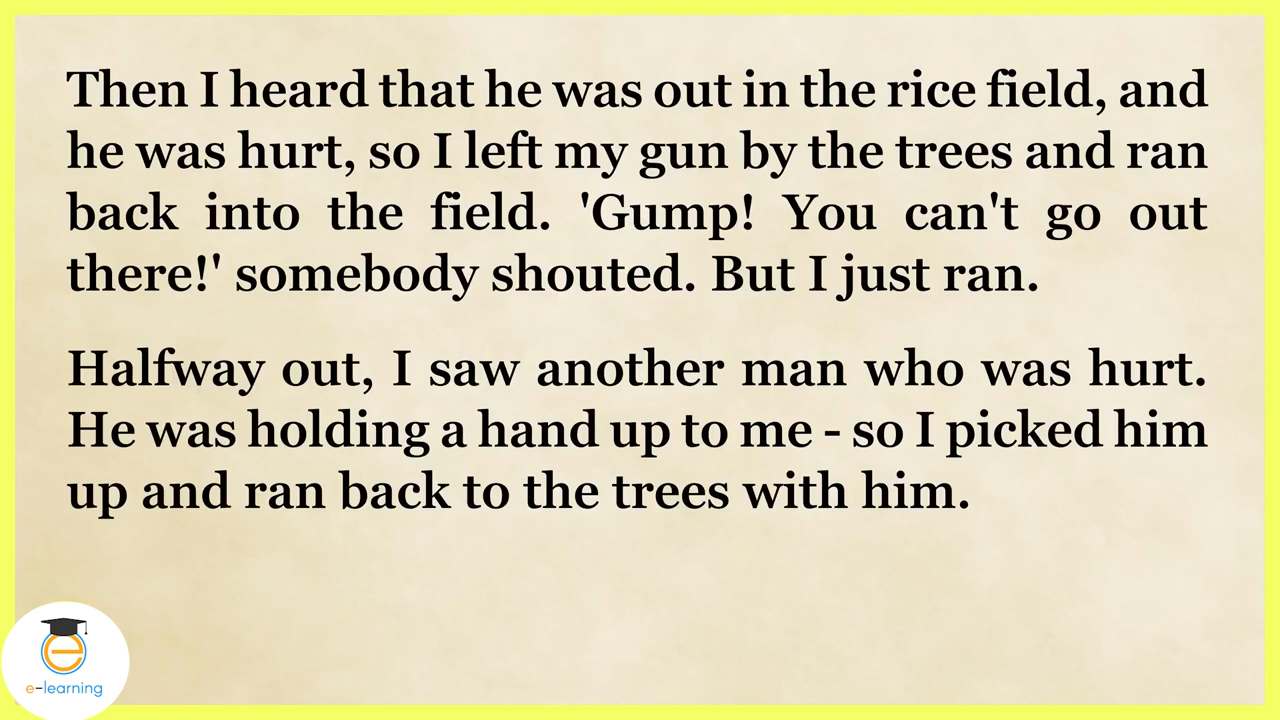 Then I heard that he was out in the rice field, and
he was hurt, so I left my gun by the trees and ran
back into the field. 'Gump! You can't go out
there!' somebody shouted. But I just ran.
Halfway out, I saw another man who was hurt.
He was holding a hand up to me - so I picked him
up and ran back to the trees with him.
e-learning